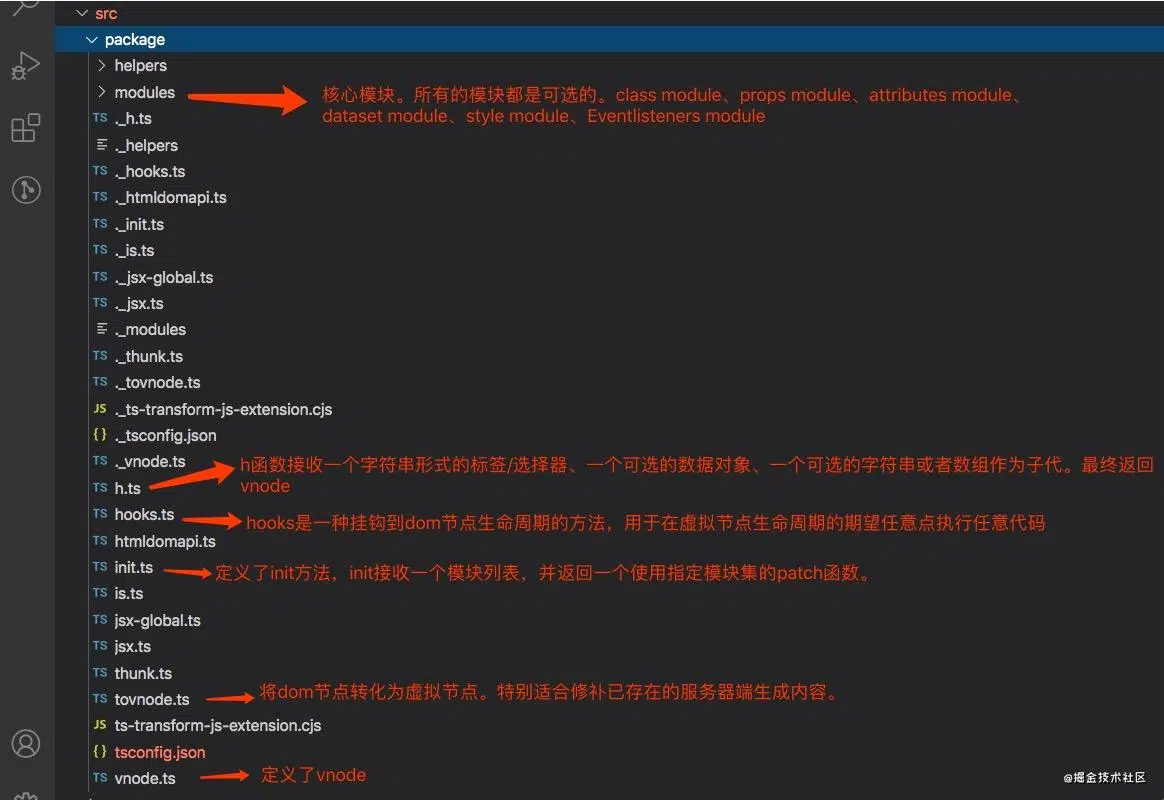 src
package
helpers
modules
核心模块。所有的模块都是可选的。class module、props module、attributes module、
dataset module、style module、Eventlisteners module
TS ._h.ts
._helpers
TS ._hooks.ts
TS ._htmldomapi.ts
TS ._init.ts
TS ._is.ts
TS ._jsx-global.ts
TS ._jsx.ts
._modules
TS ._thunk.ts
TS ._tovnode.ts
JS ._ts-transform-js-extension.cjs
{} ._tsconfig.json
TS ._vnode.ts
h函数接收一个字符串形式的标签/选择器、一个可选的数据对象、一个可选的字符串或者数组作为子代。最终返回
vnode
TS h.ts
TS hooks.ts
hooks是一种挂钩到dom节点生命周期的方法，用于在虚拟节点生命周期的期望任意点执行任意代码
TS htmldomapi.ts
TS init.ts
定义了init方法，init接收一个模块列表，并返回一个使用指定模块集的patch函数。
TS is.ts
TS jsx-global.ts
TS jsx.ts
TS thunk.ts
TS tovnode.ts
将dom节点转化为虚拟节点。特别适合修补已存在的服务器端生成内容。
JS ts-transform-js-extension.cjs
{} tsconfig.json
TS vnode.ts
定义了vnode
@掘金技术社区